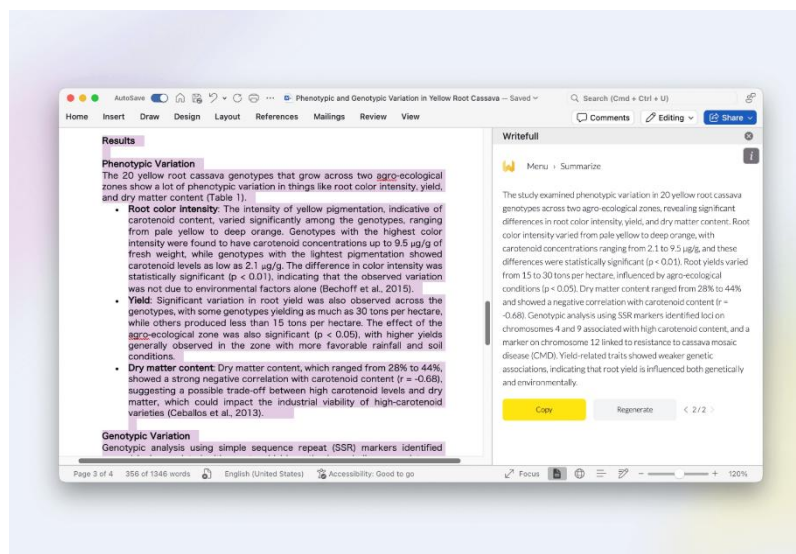 AutoSave
Phenotypic and Genotypic Variation in Yellow Root Cassava — Saved
Search (Cmd + Ctrl + U)
Home Insert Draw Design Layout References Mailings Review View
Comments Editing Share
Results
Phenotypic Variation
The 20 yellow root cassava genotypes that grow across two agro-ecological
zones show a lot of phenotypic variation in things like root color intensity, yield,
and dry matter content (Table 1).
• Root color intensity: The intensity of yellow pigmentation, indicative of
carotenoid content, varied significantly among the genotypes, ranging
from pale yellow to deep orange. Genotypes with the highest color
intensity were found to have carotenoid concentrations up to 9.5 µg/g of
fresh weight, while genotypes with the lightest pigmentation showed
carotenoid levels as low as 2.1 µg/g. The difference in color intensity was
statistically significant (p < 0.01), indicating that the observed variation
was not due to environmental factors alone (Bechoff et al., 2015).
• Yield: Significant variation in root yield was also observed across the
genotypes, with some genotypes yielding as much as 30 tons per hectare,
while others produced less than 15 tons per hectare. The effect of the
agro-ecological zone was also significant (p < 0.05), with higher yields
generally observed in the zone with more favorable rainfall and soil
conditions.
• Dry matter content: Dry matter content, which ranged from 28% to 44%,
showed a strong negative correlation with carotenoid content (r = -0.68),
suggesting a possible trade-off between high carotenoid levels and dry
matter, which could impact the industrial viability of high-carotenoid
varieties (Ceballos et al., 2013).
Genotypic Variation
Genotypic analysis using simple sequence repeat (SSR) markers identified
Writefull
Menu › Summarize
The study examined phenotypic variation in 20 yellow root cassava
genotypes across two agro-ecological zones, revealing significant
differences in root color intensity, yield, and dry matter content. Root
color intensity varied from pale yellow to deep orange, with
carotenoid concentrations ranging from 2.1 to 9.5 µg/g, and these
differences were statistically significant (p < 0.01). Root yields varied
from 15 to 30 tons per hectare, influenced by agro-ecological
conditions (p < 0.05). Dry matter content ranged from 28% to 44%
and showed a negative correlation with carotenoid content (r =
-0.68). Genotypic analysis using SSR markers identified loci on
chromosomes 4 and 9 associated with high carotenoid content, and a
marker on chromosome 12 linked to resistance to cassava mosaic
disease (CMD). Yield-related traits showed weaker genetic
associations, indicating that root yield is influenced both genetically
and environmentally.
Copy Regenerate < 2/2 >
Page 3 of 4 356 of 1346 words English (United States) Accessibility: Good to go Focus 120%